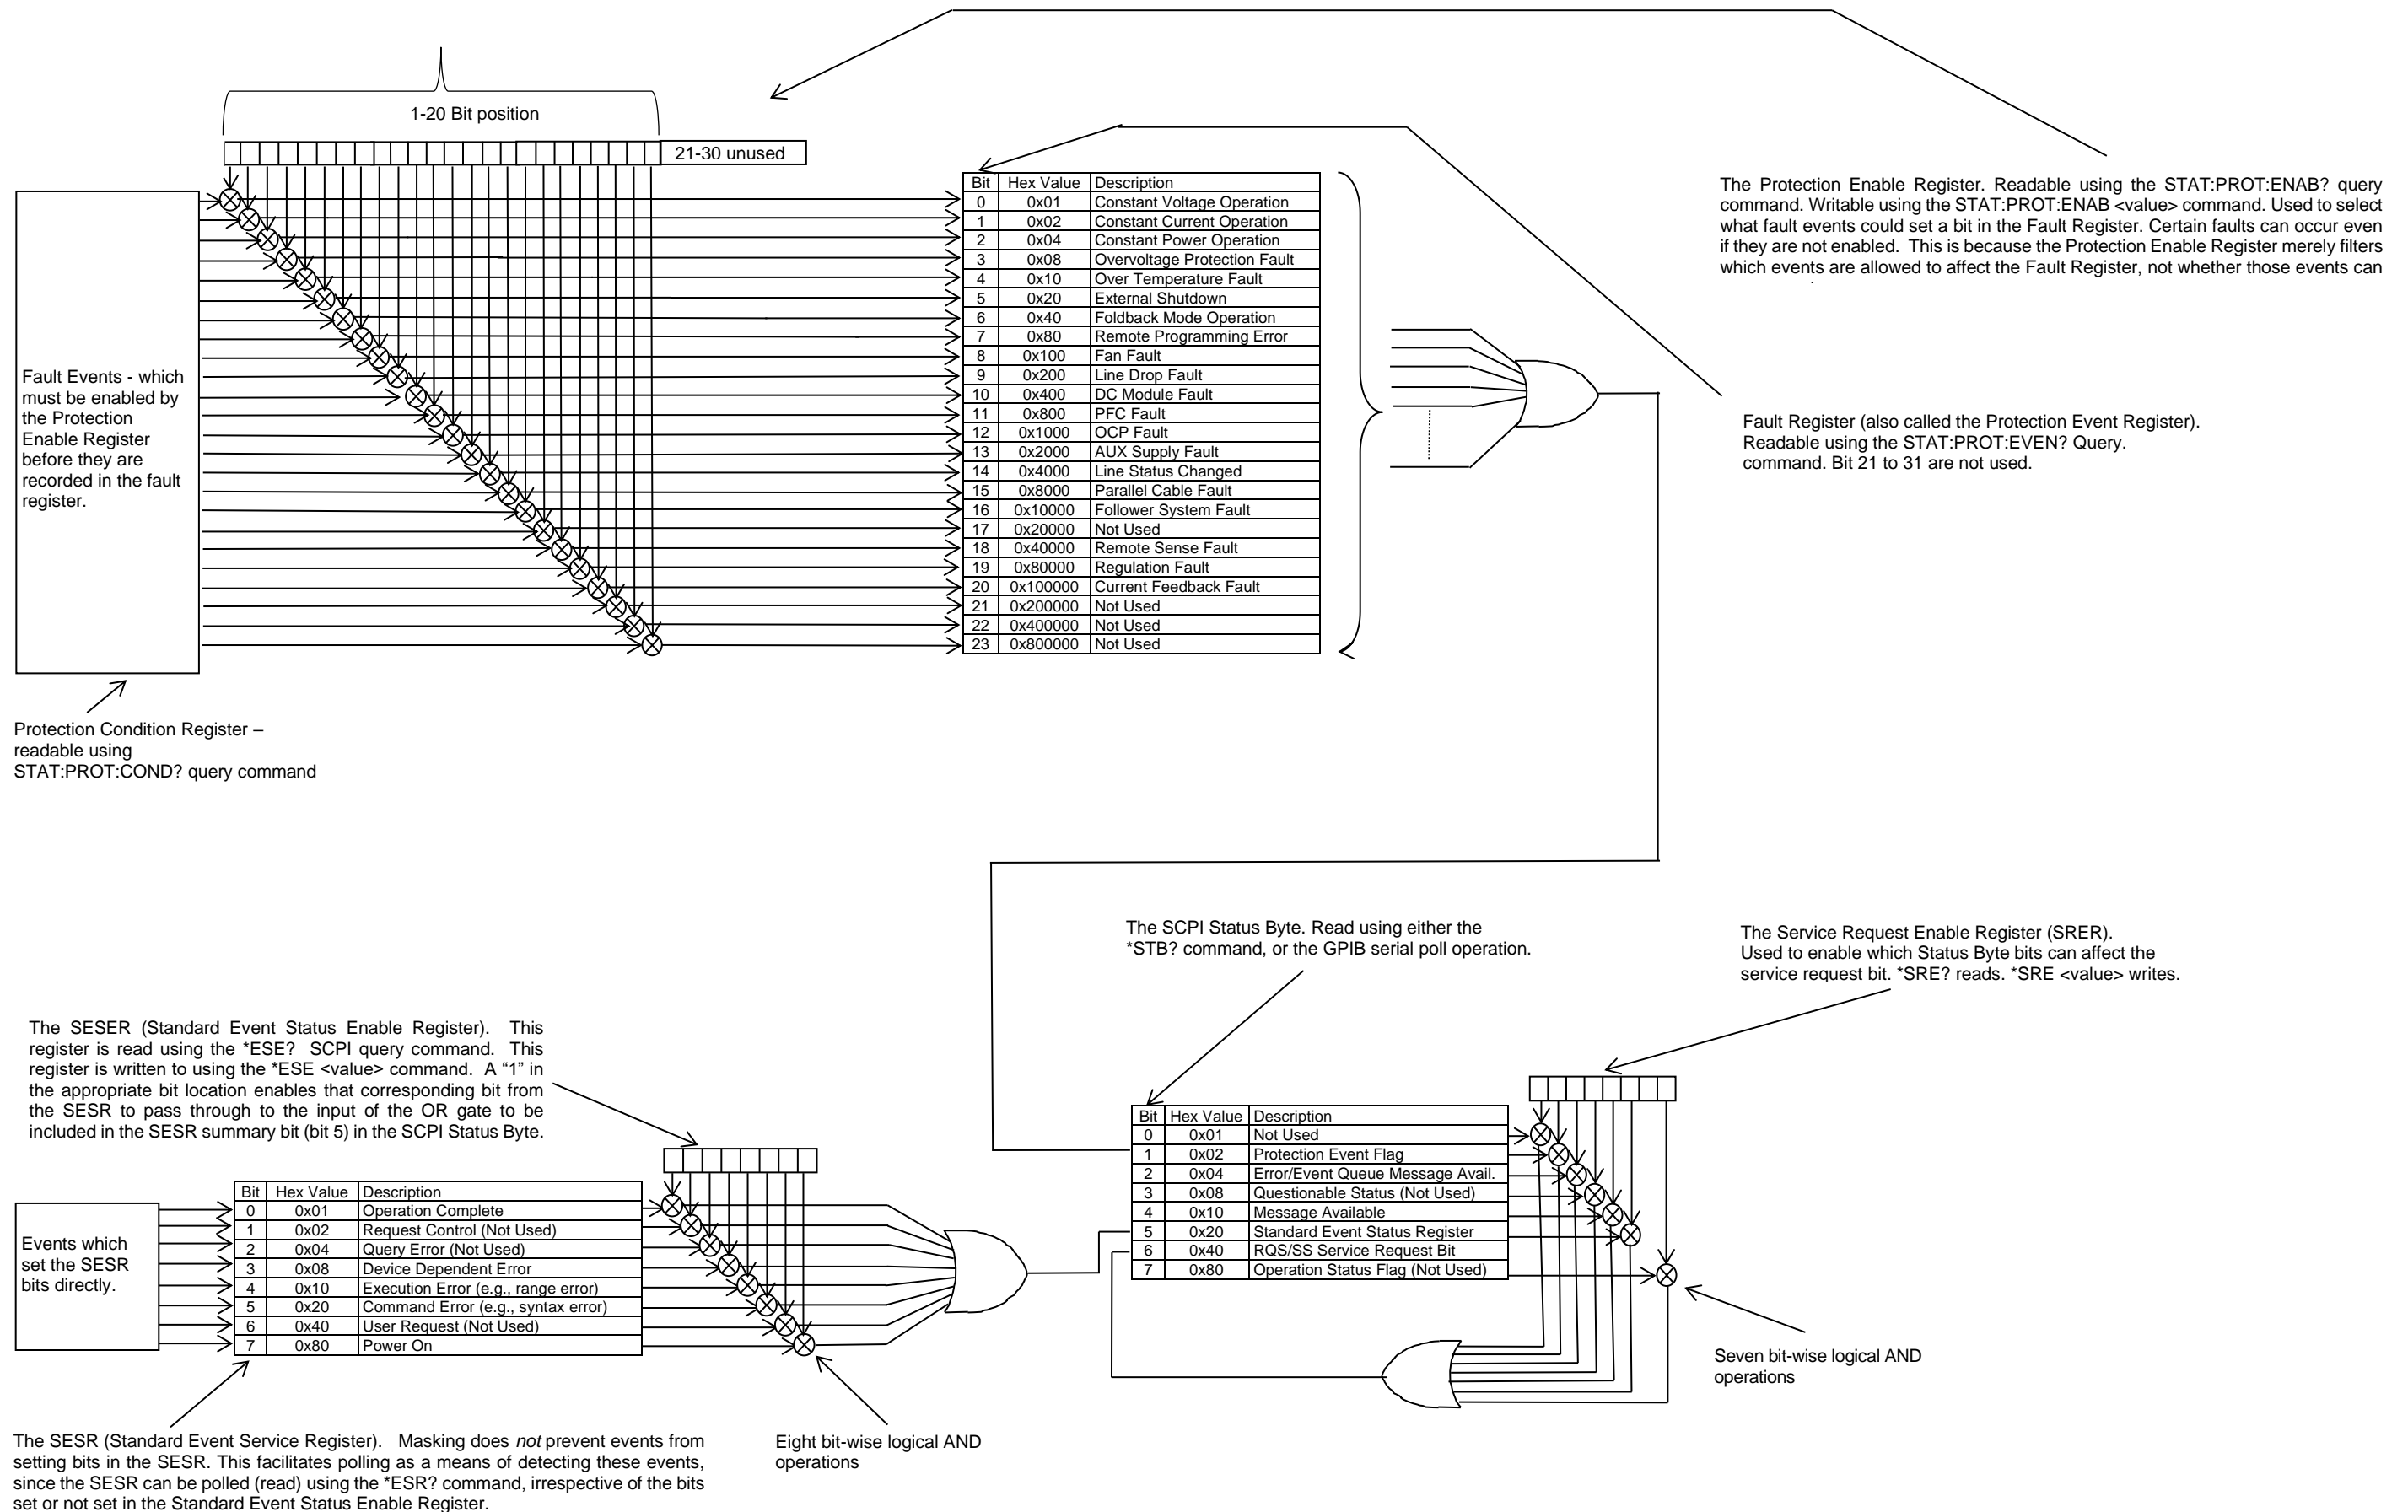 1-20 Bit position
21-30 unused
Fault Events - which
must be enabled by
the Protection
Enable Register
before they are
recorded in the fault
register.
Bit Hex Value Description
0 0x01 Constant Voltage Operation
1 0x02 Constant Current Operation
2 0x04 Constant Power Operation
3 0x08 Overvoltage Protection Fault
4 0x10 Over Temperature Fault
5 0x20 External Shutdown
6 0x40 Foldback Mode Operation
7 0x80 Remote Programming Error
8 0x100 Fan Fault
9 0x200 Line Drop Fault
10 0x400 DC Module Fault
11 0x800 PFC Fault
12 0x1000 OCP Fault
13 0x2000 AUX Supply Fault
14 0x4000 Line Status Changed
15 0x8000 Parallel Cable Fault
16 0x10000 Follower System Fault
17 0x20000 Not Used
18 0x40000 Remote Sense Fault
19 0x80000 Regulation Fault
20 0x100000 Current Feedback Fault
21 0x200000 Not Used
22 0x400000 Not Used
23 0x800000 Not Used
The Protection Enable Register. Readable using the STAT:PROT:ENAB? query
command. Writable using the STAT:PROT:ENAB <value> command. Used to select
what fault events could set a bit in the Fault Register. Certain faults can occur even
if they are not enabled. This is because the Protection Enable Register merely filters
which events are allowed to affect the Fault Register, not whether those events can
Fault Register (also called the Protection Event Register).
Readable using the STAT:PROT:EVEN? Query.
command. Bit 21 to 31 are not used.
Protection Condition Register –
readable using
STAT:PROT:COND? query command
The SCPI Status Byte. Read using either the
*STB? command, or the GPIB serial poll operation.
The Service Request Enable Register (SRER).
Used to enable which Status Byte bits can affect the
service request bit. *SRE? reads. *SRE <value> writes.
The SESER (Standard Event Status Enable Register). This
register is read using the *ESE? SCPI query command. This
register is written to using the *ESE <value> command. A “1” in
the appropriate bit location enables that corresponding bit from
the SESR to pass through to the input of the OR gate to be
included in the SESR summary bit (bit 5) in the SCPI Status Byte.
Events which
set the SESR
bits directly.
Bit Hex Value Description
0 0x01 Operation Complete
1 0x02 Request Control (Not Used)
2 0x04 Query Error (Not Used)
3 0x08 Device Dependent Error
4 0x10 Execution Error (e.g., range error)
5 0x20 Command Error (e.g., syntax error)
6 0x40 User Request (Not Used)
7 0x80 Power On
Bit Hex Value Description
0 0x01 Not Used
1 0x02 Protection Event Flag
2 0x04 Error/Event Queue Message Avail.
3 0x08 Questionable Status (Not Used)
4 0x10 Message Available
5 0x20 Standard Event Status Register
6 0x40 RQS/SS Service Request Bit
7 0x80 Operation Status Flag (Not Used)
Seven bit-wise logical AND
operations
Eight bit-wise logical AND
operations
The SESR (Standard Event Service Register). Masking does not prevent events from
setting bits in the SESR. This facilitates polling as a means of detecting these events,
since the SESR can be polled (read) using the *ESR? command, irrespective of the bits
set or not set in the Standard Event Status Enable Register.